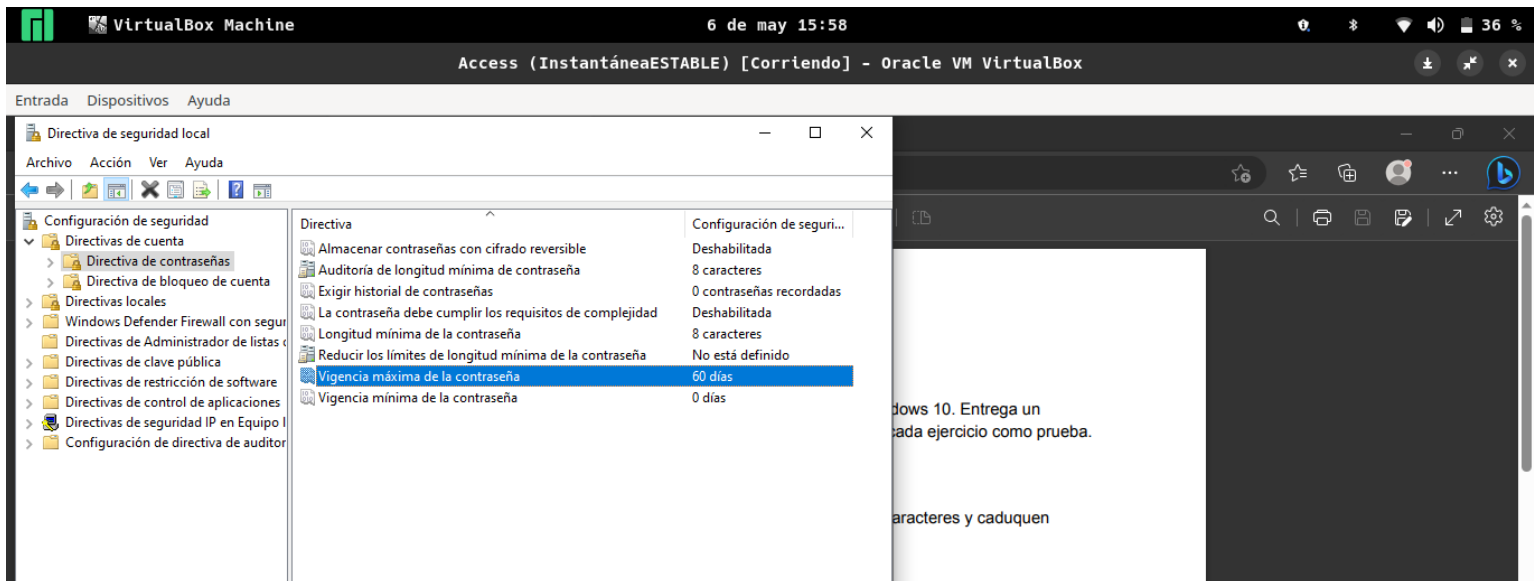 VirtualBox Machine 6 de may 15:58 36 %
Access (InstantáneaESTABLE) [Corriendo] - Oracle VM VirtualBox
Entrada Dispositivos Ayuda
Directiva de seguridad local
Archivo Acción Ver Ayuda
Configuración de seguridad
Directivas de cuenta
Directiva de contraseñas
Directiva de bloqueo de cuenta
Directivas locales
Windows Defender Firewall con segur
Directivas de Administrador de listas
Directivas de clave pública
Directivas de restricción de software
Directivas de control de aplicaciones
Directivas de seguridad IP en Equipo l
Configuración de directiva de auditor
Directiva Configuración de seguri...
Almacenar contraseñas con cifrado reversible Deshabilitada
Auditoría de longitud mínima de contraseña 8 caracteres
Exigir historial de contraseñas 0 contraseñas recordadas
La contraseña debe cumplir los requisitos de complejidad Deshabilitada
Longitud mínima de la contraseña 8 caracteres
Reducir los límites de longitud mínima de la contraseña No está definido
Vigencia máxima de la contraseña 60 días
Vigencia mínima de la contraseña 0 días
dows 10. Entrega un
cada ejercicio como prueba.
aracteres y caduquen